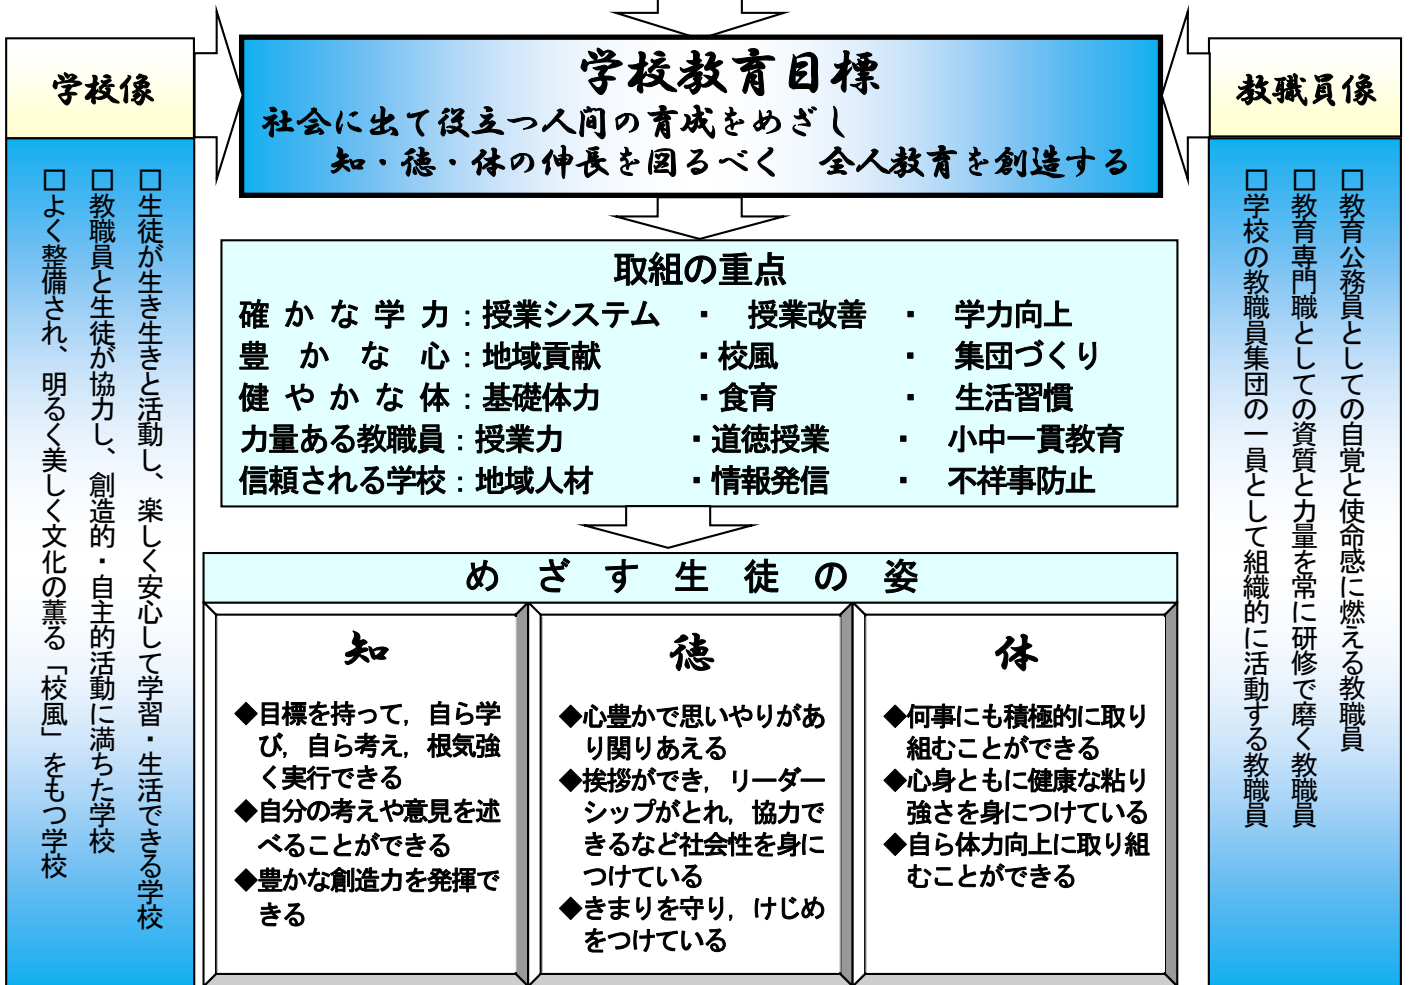 学校像
□生徒が生き生きと活動し、楽しく安心して学習・生活できる学校
□教職員と生徒が協力し、創造的・自主的活動に満ちた学校
□よく整備され、明るく美しく文化の薫る「校風」をもつ学校
学校教育目標
社会に出て役立つ人間の育成をめざし
知・徳・体の伸長を図るべく　全人教育を創造する
取組の重点
確かな学力：授業システム ・ 授業改善 ・ 学力向上
豊かな心：地域貢献 ・校風 ・ 集団づくり
健やかな体：基礎体力 ・食育 ・ 生活習慣
力量ある教職員：授業力 ・道徳授業 ・ 小中一貫教育
信頼される学校：地域人材 ・情報発信 ・ 不祥事防止
めざす生徒の姿
知
◆目標を持って，自ら学
び，自ら考え，根気強
く実行できる
◆自分の考えや意見を述
べることができる
◆豊かな創造力を発揮で
きる
徳
◆心豊かで思いやりがあ
り関りあえる
◆挨拶ができ，リーダー
シップがとれ，協力で
きるなど社会性を身に
つけている
◆きまりを守り，けじめ
をつけている
体
◆何事にも積極的に取り
組むことができる
◆心身ともに健康な粘り
強さを身につけている
◆自ら体力向上に取り組
むことができる
教職員像
□教育公務員としての自覚と使命感に燃える教職員
□教育専門職としての資質と力量を常に研修で磨く教職員
□学校の教職員集団の一員として組織的に活動する教職員